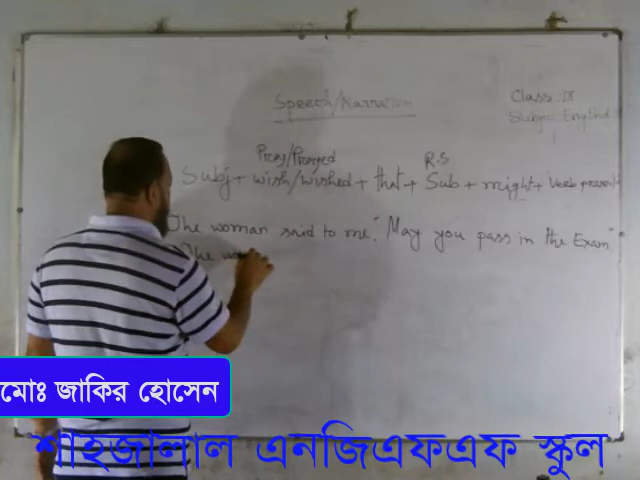 Speech/Narration
Class: IX
Subj: English
Pray/Prayed
R.S
Subj + wish/wished + that + Sub + might + Verb present +
The woman said to me, "May you pass in the Exam"
The wo
মোঃ জাকির হোসেন
শাহজালাল এনজিএফএফ স্কুল